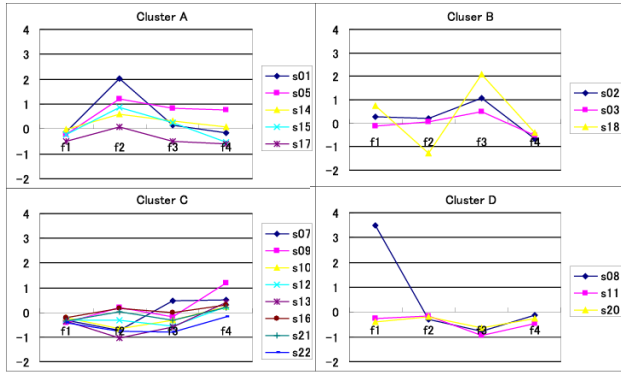 Cluster A
4
3
2
1
0
-1
-2
f1 f2 f3 f4
s01
s05
s14
s15
s17
Cluser B
4
3
2
1
0
-1
-2
f1 f2 f3 f4
s02
s03
s18
Cluster C
4
3
2
1
0
-1
-2
f1 f2 f3 f4
s07
s09
s10
s12
s13
s16
s21
s22
Cluster D
4
3
2
1
0
-1
-2
f1 f2 f3 f4
s08
s11
s20